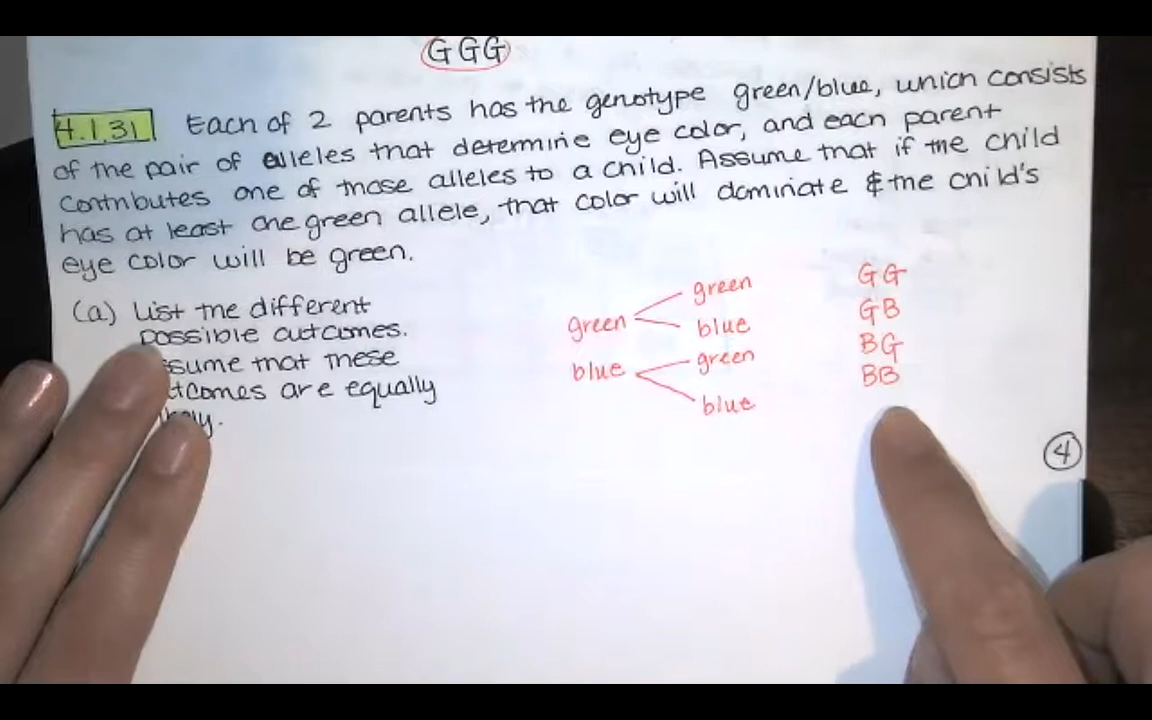 GGG
4.1.31 Each of 2 parents has the genotype green/blue, which consists
of the pair of alleles that determine eye color, and each parent
contributes one of those alleles to a child. Assume that if the child
has at least one green allele, that color will dominate & the child's
eye color will be green.
(a) List the different
possible outcomes.
sume that these
tcomes are equally
ly.
green
blue
green
blue
green
blue
GG
GB
BG
BB
4